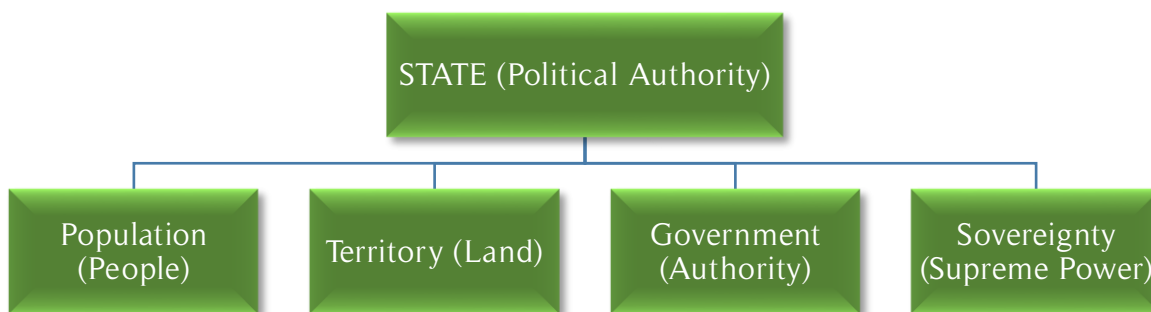 STATE (Political Authority)
Population
(People)
Territory (Land)
Government
(Authority)
Sovereignty
(Supreme Power)